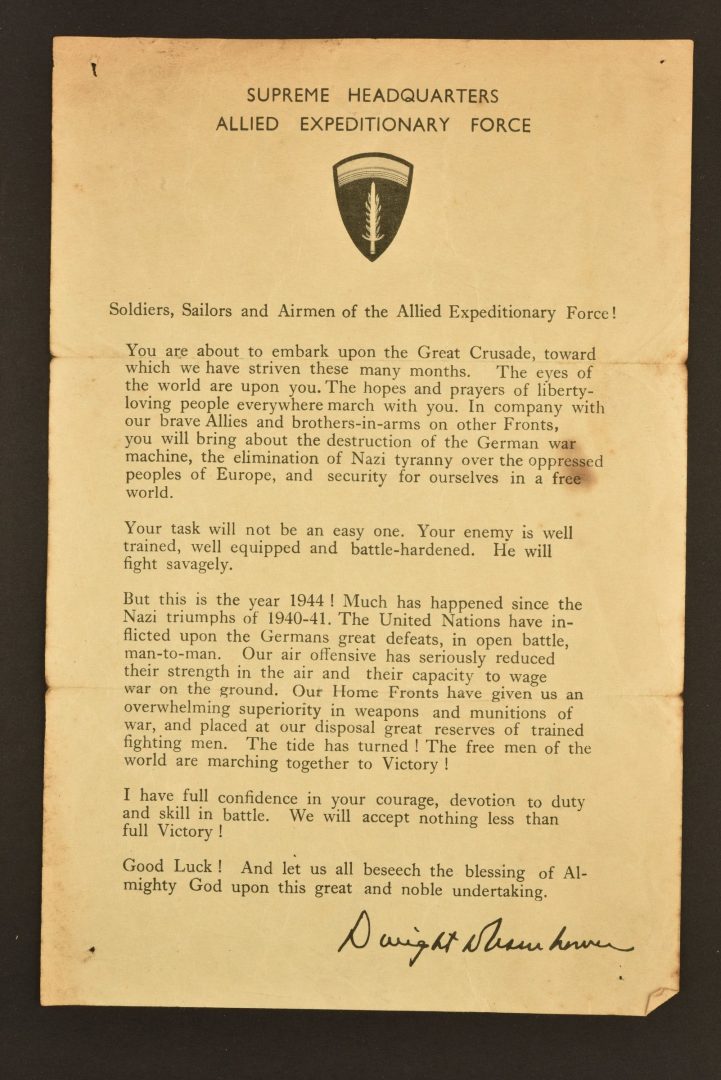 SUPREME HEADQUARTERS
ALLIED EXPEDITIONARY FORCE
Soldiers, Sailors and Airmen of the Allied Expeditionary Force!
You are about to embark upon the Great Crusade, toward
which we have striven these many months. The eyes of
the world are upon you. The hopes and prayers of liberty-
loving people everywhere march with you. In company with
our brave Allies and brothers-in-arms on other Fronts,
you will bring about the destruction of the German war
machine, the elimination of Nazi tyranny over the oppressed
peoples of Europe, and security for ourselves in a free
world.
Your task will not be an easy one. Your enemy is well
trained, well equipped and battle-hardened. He will
fight savagely.
But this is the year 1944! Much has happened since the
Nazi triumphs of 1940-41. The United Nations have in-
flicted upon the Germans great defeats, in open battle,
man-to-man. Our air offensive has seriously reduced
their strength in the air and their capacity to wage
war on the ground. Our Home Fronts have given us an
overwhelming superiority in weapons and munitions of
war, and placed at our disposal great reserves of trained
fighting men. The tide has turned! The free men of the
world are marching together to Victory!
I have full confidence in your courage, devotion to duty
and skill in battle. We will accept nothing less than
full Victory!
Good Luck! And let us all beseech the blessing of Al-
mighty God upon this great and noble undertaking.
Dwight D Eisenhower